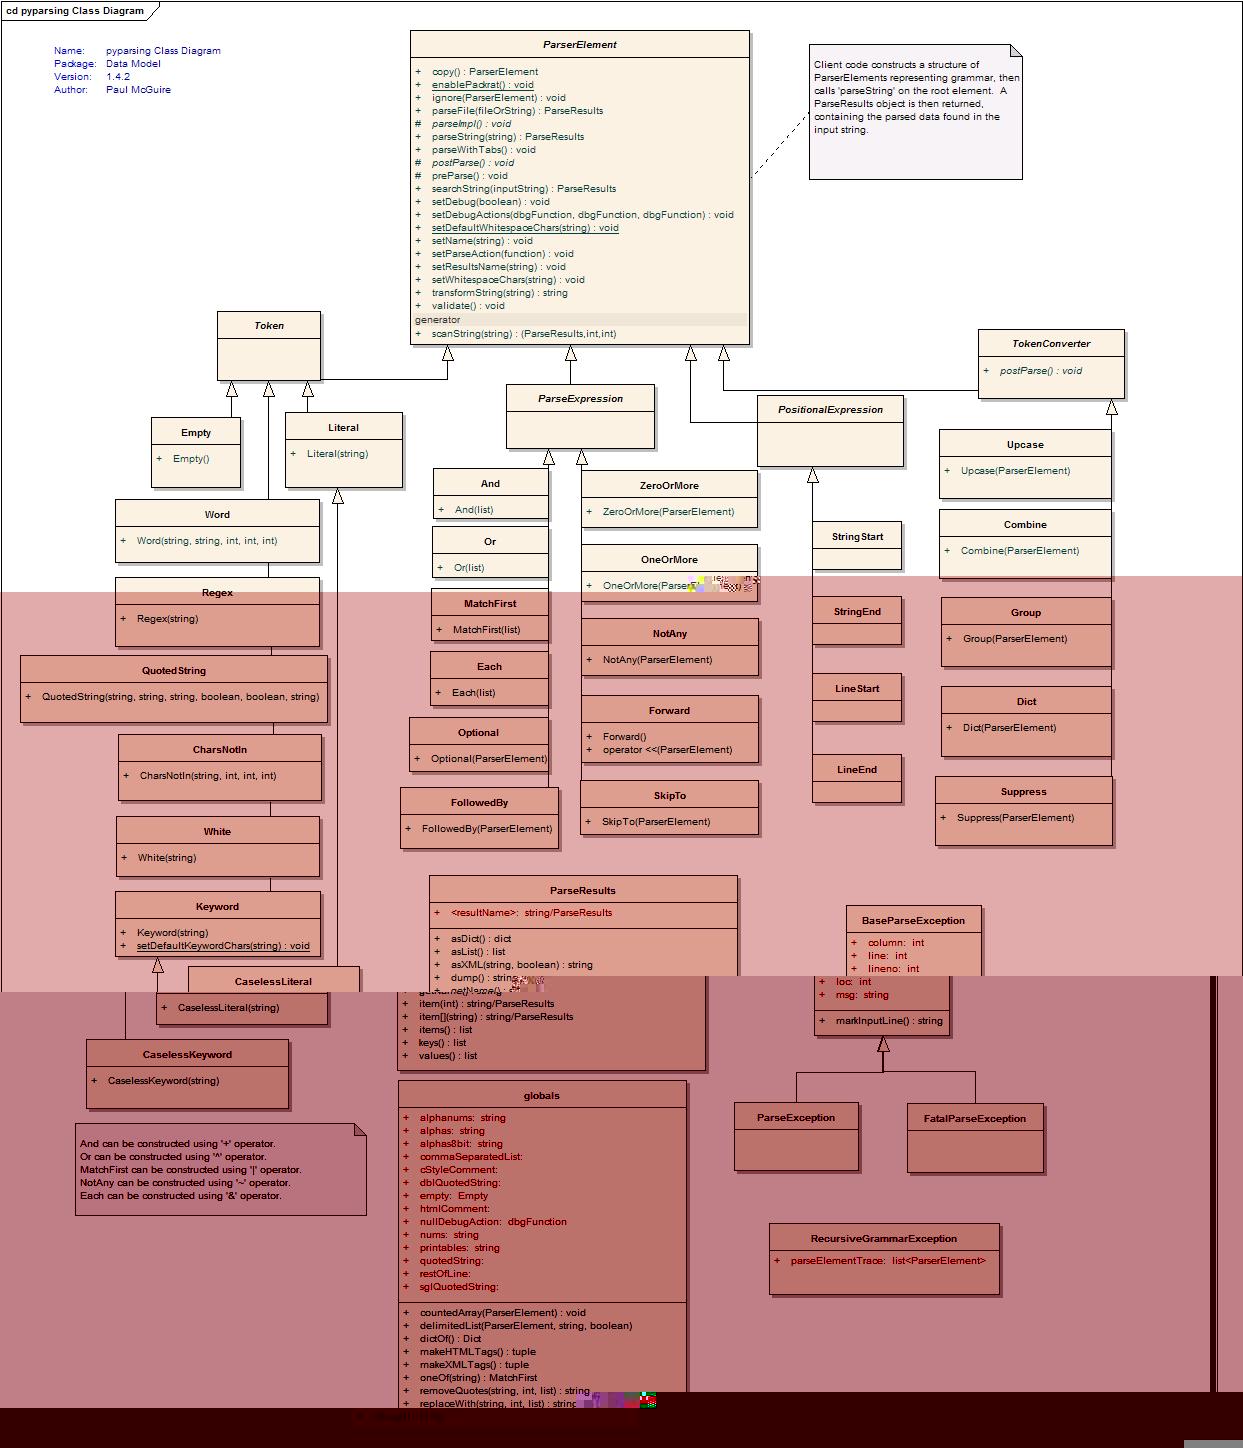 cd pyparsing Class Diagram
Name: pyparsing Class Diagram
Package: Data Model
Version: 1.4.2
Author: Paul McGuire
ParserElement
+ copy() : ParserElement
+ enablePackrat() : void
+ ignore(ParserElement) : void
+ parseFile(fileOrString) : ParseResults
# parseImpl() : void
+ parseString(string) : ParseResults
+ parseWithTabs() : void
# postParse() : void
# preParse() : void
+ searchString(inputString) : ParseResults
+ setDebug(boolean) : void
+ setDebugActions(dbgFunction, dbgFunction, dbgFunction) : void
+ setDefaultWhitespaceChars(string) : void
+ setName(string) : void
+ setParseAction(function) : void
+ setResultsName(string) : void
+ setWhitespaceChars(string) : void
+ transformString(string) : string
+ validate() : void
generator
+ scanString(string) : (ParseResults,int,int)
Client code constructs a structure of
ParserElements representing grammar, then
calls 'parseString' on the root element. A
ParseResults object is then returned,
containing the parsed data found in the
input string.
Token
TokenConverter
+ postParse() : void
ParseExpression
PositionalExpression
Empty
+ Empty()
Literal
+ Literal(string)
Word
+ Word(string, string, int, int, int)
Regex
+ Regex(string)
QuotedString
+ QuotedString(string, string, string, boolean, boolean, string)
CharsNotIn
+ CharsNotIn(string, int, int, int)
White
+ White(string)
Keyword
+ Keyword(string)
+ setDefaultKeywordChars(string) : void
CaselessLiteral
+ CaselessLiteral(string)
CaselessKeyword
+ CaselessKeyword(string)
And
+ And(list)
Or
+ Or(list)
MatchFirst
+ MatchFirst(list)
Each
+ Each(list)
Optional
+ Optional(ParserElement)
FollowedBy
+ FollowedBy(ParserElement)
ZeroOrMore
+ ZeroOrMore(ParserElement)
OneOrMore
+
NotAny
+ NotAny(ParserElement)
Forward
+ Forward()
+ operator <<(ParserElement)
SkipTo
+ SkipTo(ParserElement)
StringStart
StringEnd
LineStart
LineEnd
Upcase
+ Upcase(ParserElement)
Combine
+ Combine(ParserElement)
Group
+ Group(ParserElement)
Dict
+ Dict(ParserElement)
Suppress
+ Suppress(ParserElement)
ParseResults
+ <resultName>: string/ParseResults
+ asDict() : dict
+ asList() : list
+ asXML(string, boolean) : string
+ dump() : string
+ item(int) : string/ParseResults
+ item[](string) : string/ParseResults
+ items() : list
+ keys() : list
+ values() : list
BaseParseException
+ column: int
+ line: int
+ lineno: int
+ loc: int
+ msg: string
+ markInputLine() : string
ParseException
FatalParseException
RecursiveGrammarException
+ parseElementTrace: list<ParserElement>
And can be constructed using '+' operator.
Or can be constructed using '^' operator.
MatchFirst can be constructed using '|' operator.
NotAny can be constructed using '~' operator.
Each can be constructed using '&' operator.
globals
+ alphanums: string
+ alphas: string
+ alphas8bit: string
+ commaSeparatedList:
+ cStyleComment:
+ dblQuotedString:
+ empty: Empty
+ htmlComment:
+ nullDebugAction: dbgFunction
+ nums: string
+ printables: string
+ quotedString:
+ restOfLine:
+ sglQuotedString:
+ countedArray(ParserElement) : void
+ delimitedList(ParserElement, string, boolean)
+ dictOf() : Dict
+ makeHTMLTags() : tuple
+ makeXMLTags() : tuple
+ oneOf(string) : MatchFirst
+ removeQuotes(string, int, list) : string
+ replaceWith(string, int, list) : string